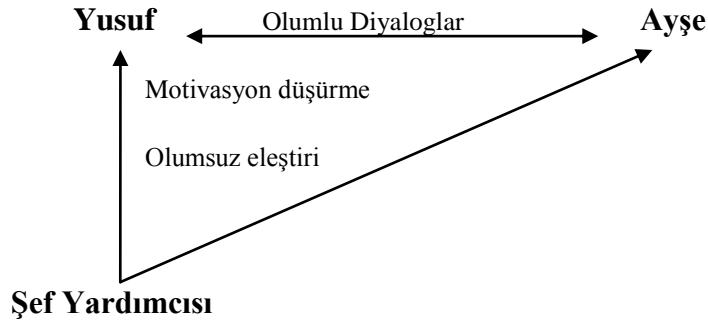 Yusuf
Olumlu Diyaloglar
Ayşe
Motivasyon düşürme
Olumsuz eleştiri
Şef Yardımcısı